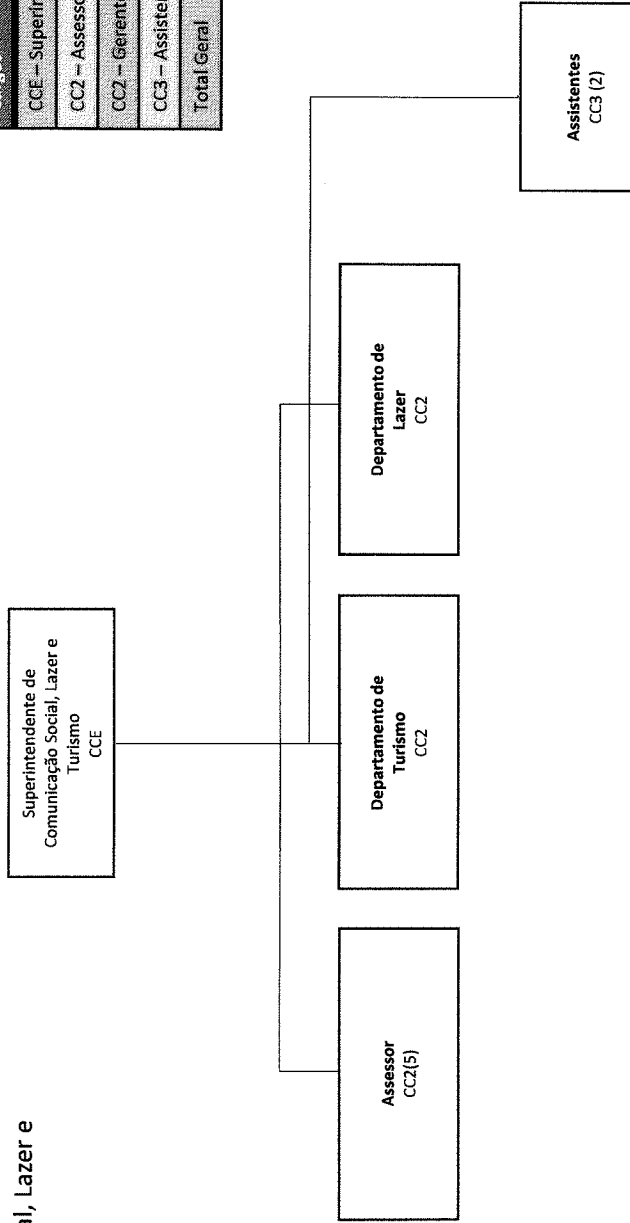 al, Lazer e
CCE – Superin
CC2 – Assesso
CC2 – Gerent
CC3 – Assisten
Total Geral
Superintendente de
Comunicação Social, Lazer e
Turismo
CCE
Assessor
CC2(5)
Departamento de
Turismo
CC2
Departamento de
Lazer
CC2
Assistentes
CC3 (2)